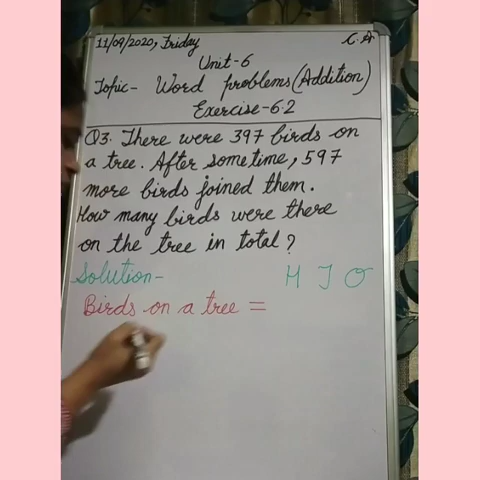 11/09/2020, Friday C.A
Unit-6
Topic- Word problems (Addition)
Exercise-6.2
Q3. There were 397 birds on
a tree. After sometime, 597
more birds joined them.
How many birds were there
on the tree in total?
Solution- H T O
Birds on a tree =